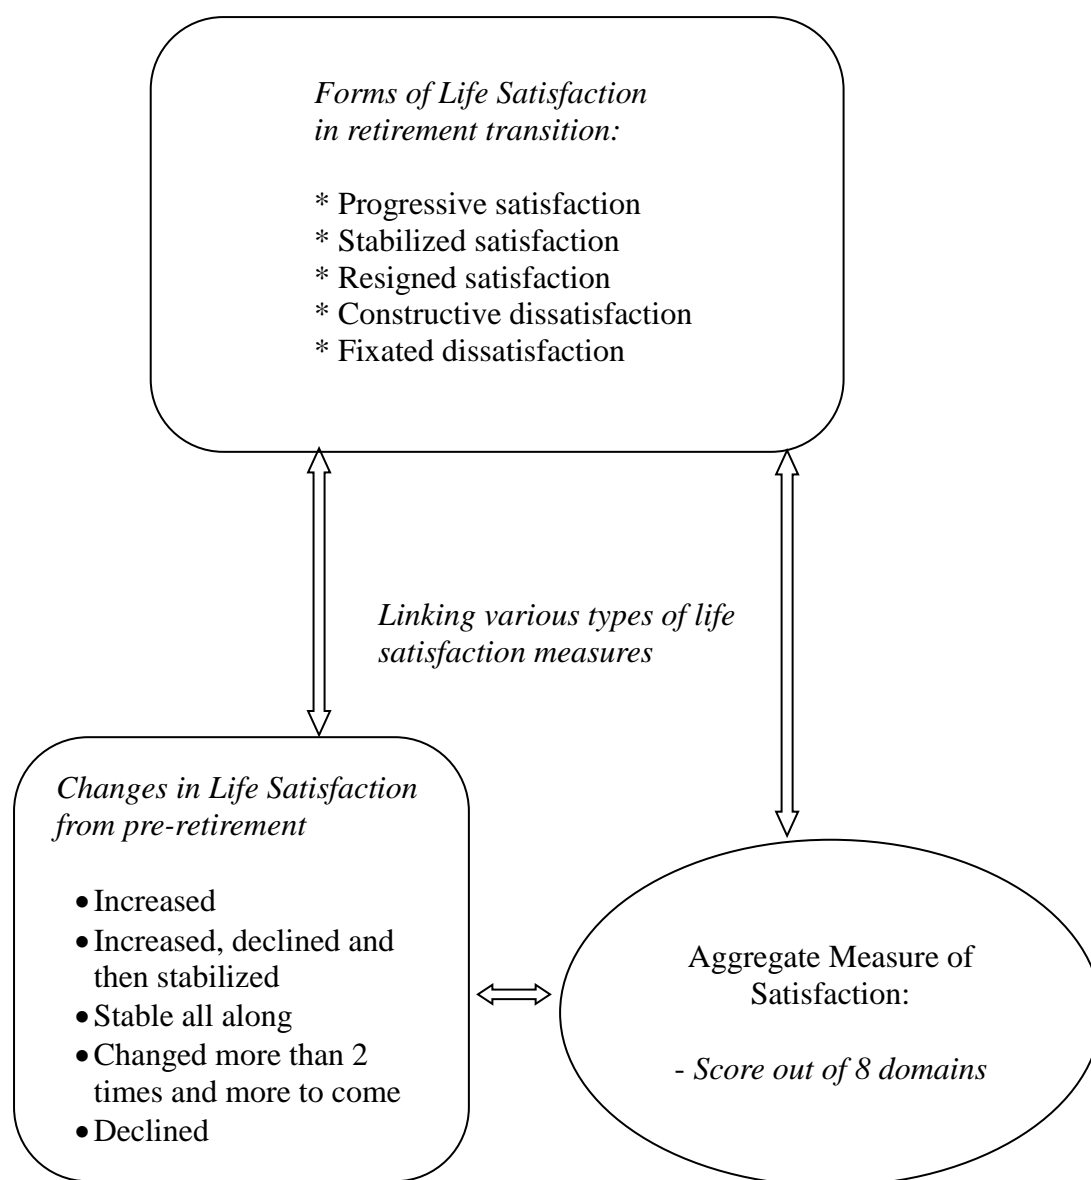 Forms of Life Satisfaction
in retirement transition:
* Progressive satisfaction
* Stabilized satisfaction
* Resigned satisfaction
* Constructive dissatisfaction
* Fixated dissatisfaction
Linking various types of life
satisfaction measures
Changes in Life Satisfaction
from pre-retirement
• Increased
• Increased, declined and
then stabilized
• Stable all along
• Changed more than 2
times and more to come
• Declined
Aggregate Measure of
Satisfaction:
- Score out of 8 domains